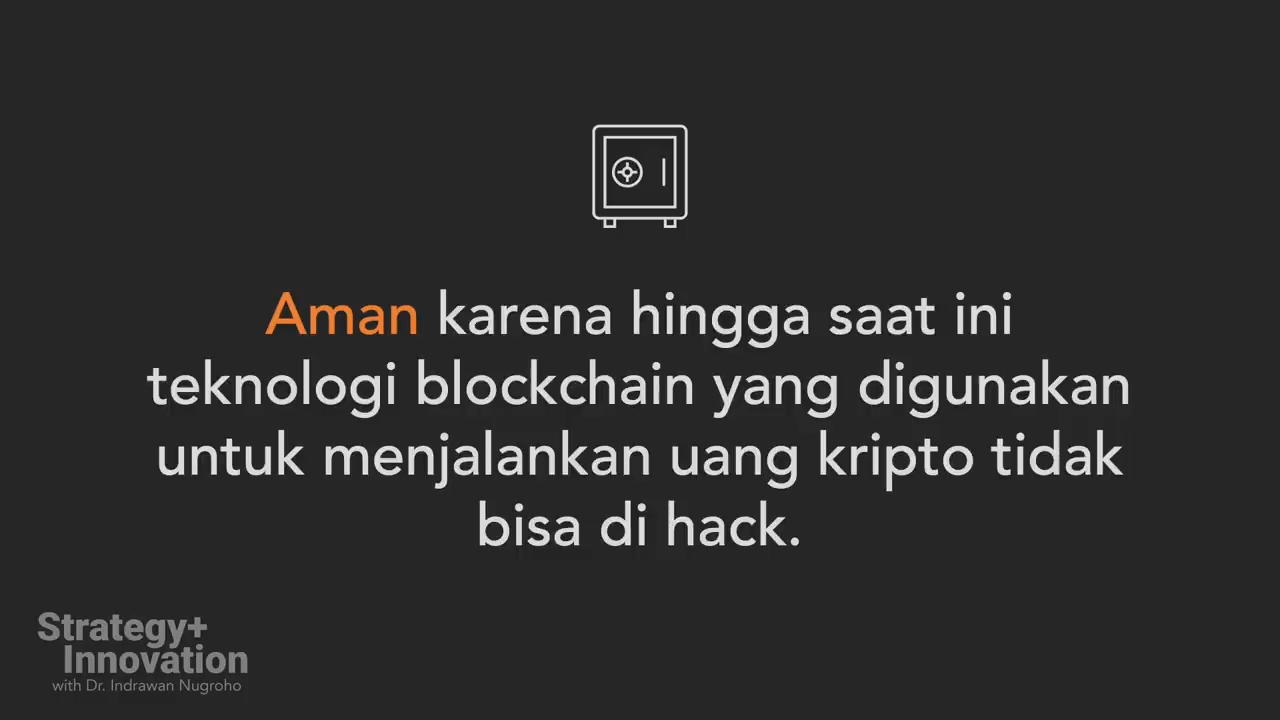 Aman karena hingga saat ini
teknologi blockchain yang digunakan
untuk menjalankan uang kripto tidak
bisa di hack.
Strategy+
Innovation
with Dr. Indrawan Nugroho